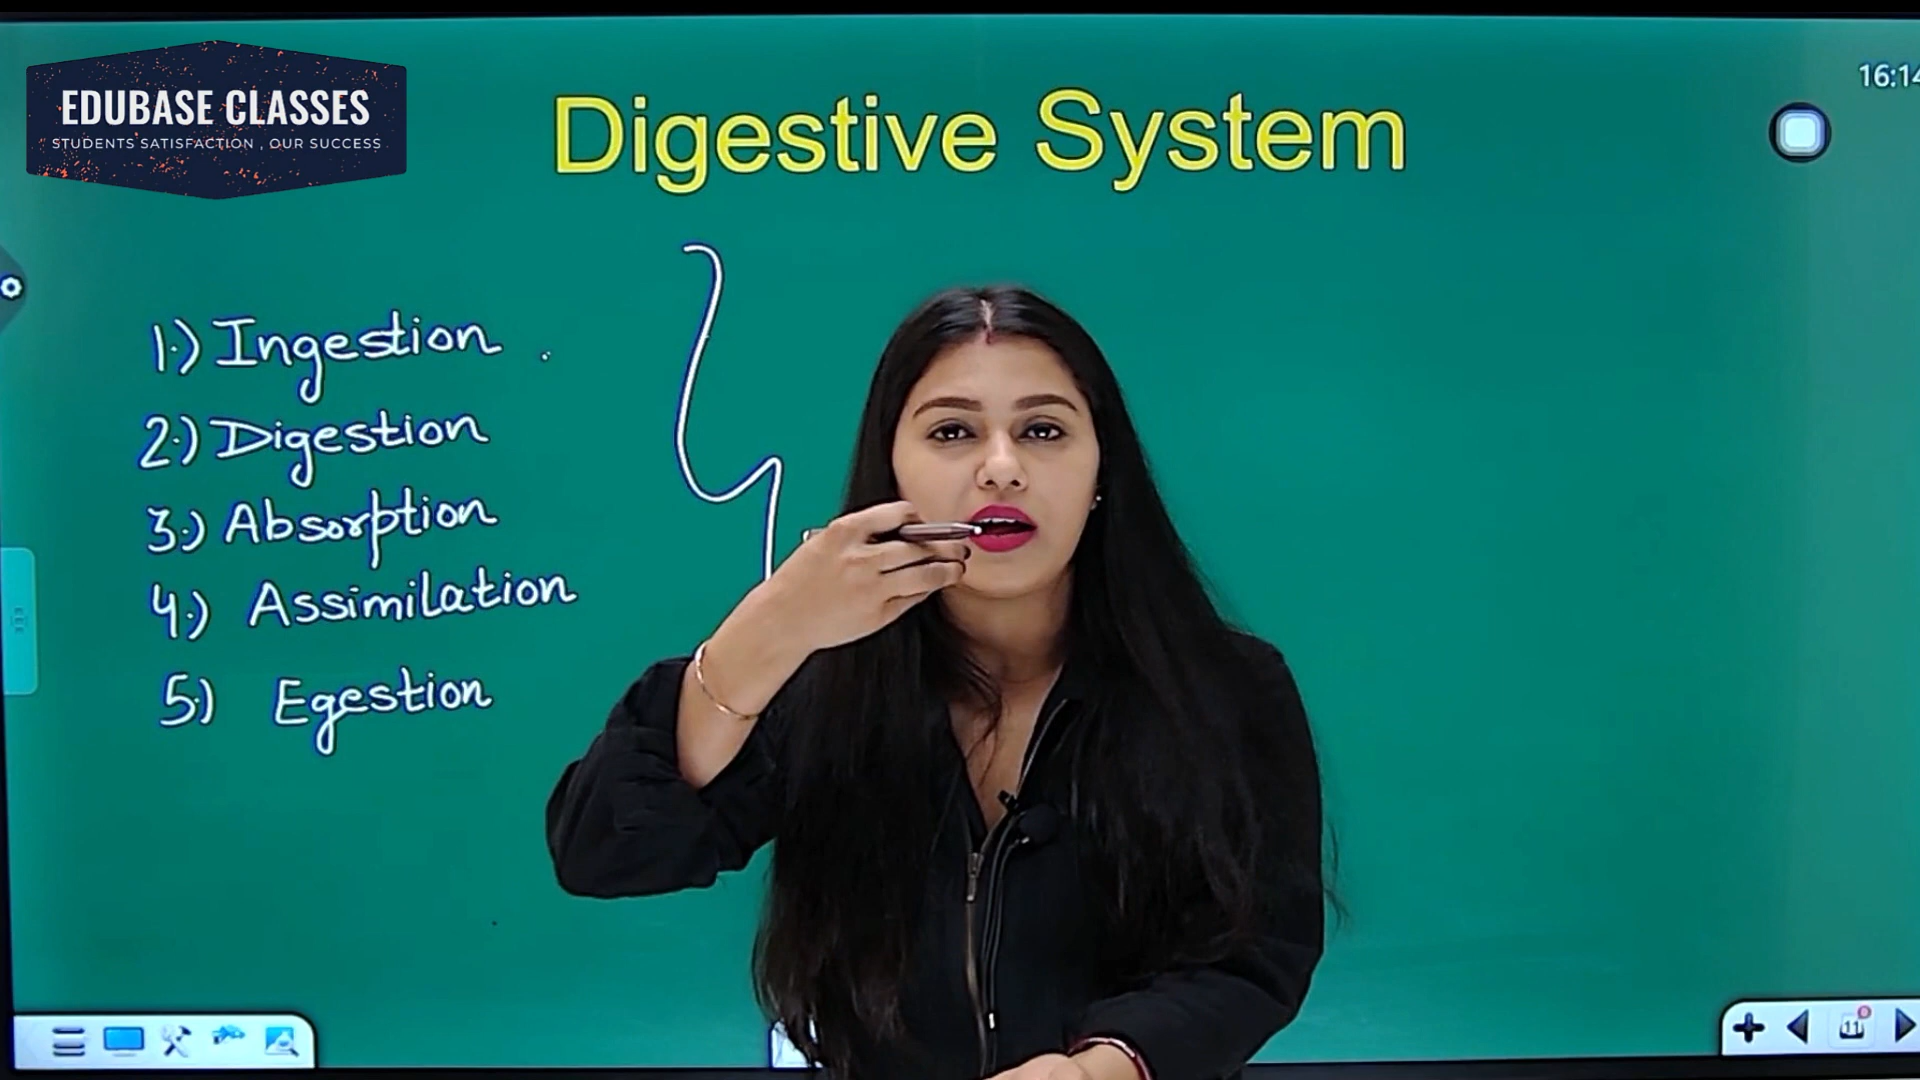 EDUBASE CLASSES
STUDENTS SATISFACTION , OUR SUCCESS
Digestive System
16:14
1.) Ingestion .
2.) Digestion
3.) Absorption
4.) Assimilation
5.) Egestion
11